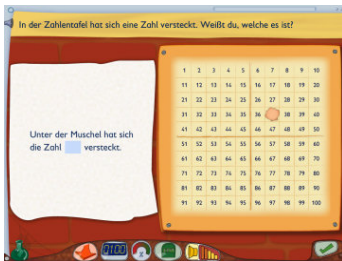 In der Zahlentafel hat sich eine Zahl versteckt. Weißt du, welche es ist?
Unter der Muschel hat sich
die Zahl versteckt.
1 2 3 4 5 6 7 8 9 10
11 12 13 14 15 16 17 18 19 20
21 22 23 24 25 26 27 28 29 30
31 32 33 34 35 36 38 39 40
41 42 43 44 45 46 47 48 49 50
51 52 53 54 55 56 57 58 59 60
61 62 63 64 65 66 67 68 69 70
71 72 73 74 75 76 77 78 79 80
81 82 83 84 85 86 87 88 89 90
91 92 93 94 95 96 97 98 99 100